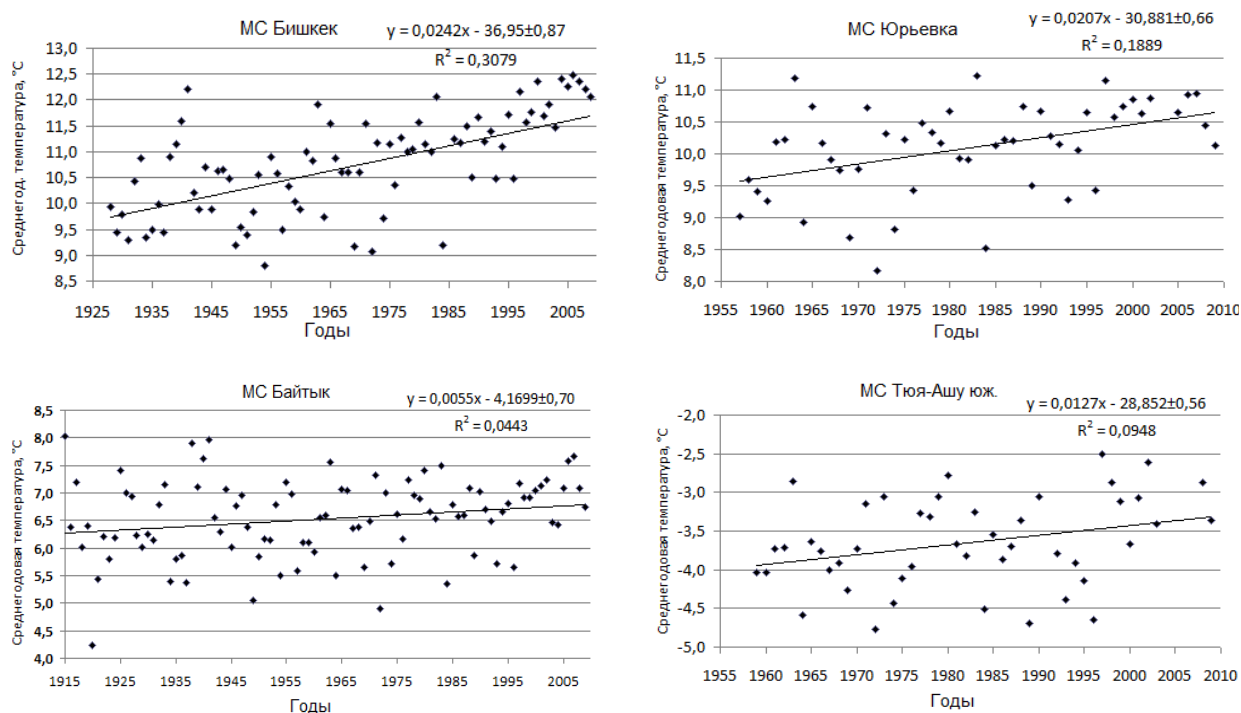 МС Бишкек
y = 0,0242x - 36,95±0,87
R² = 0,3079
Среднегод. температура, °С
13,0
12,5
12,0
11,5
11,0
10,5
10,0
9,5
9,0
8,5
1925 1935 1945 1955 1965 1975 1985 1995 2005
Годы
МС Юрьевка
y = 0,0207x - 30,881±0,66
R² = 0,1889
Среднегодовая температура, °С
11,5
11,0
10,5
10,0
9,5
9,0
8,5
8,0
1955 1960 1965 1970 1975 1980 1985 1990 1995 2000 2005 2010
Годы
МС Байтык
y = 0,0055x - 4,1699±0,70
R² = 0,0443
Среднегодовая температура, °С
8,5
8,0
7,5
7,0
6,5
6,0
5,5
5,0
4,5
4,0
1915 1925 1935 1945 1955 1965 1975 1985 1995 2005
Годы
МС Тюя-Ашу юж.
y = 0,0127x - 28,852±0,56
R² = 0,0948
Среднегодовая температура, °С
-2,0
-2,5
-3,0
-3,5
-4,0
-4,5
-5,0
1955 1960 1965 1970 1975 1980 1985 1990 1995 2000 2005 2010
Годы